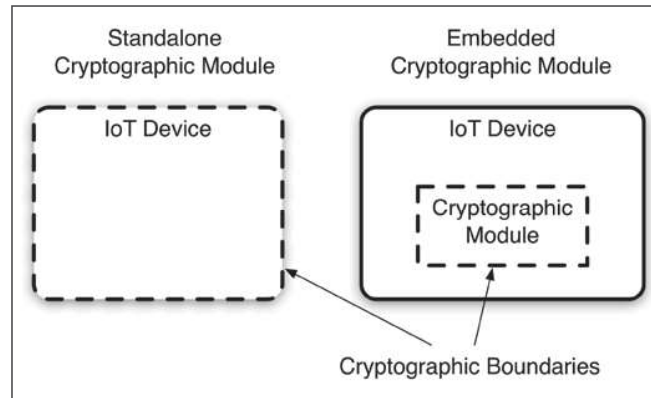 Standalone
Cryptographic Module
Embedded
Cryptographic Module
IoT Device
IoT Device
Cryptographic
Module
Cryptographic Boundaries